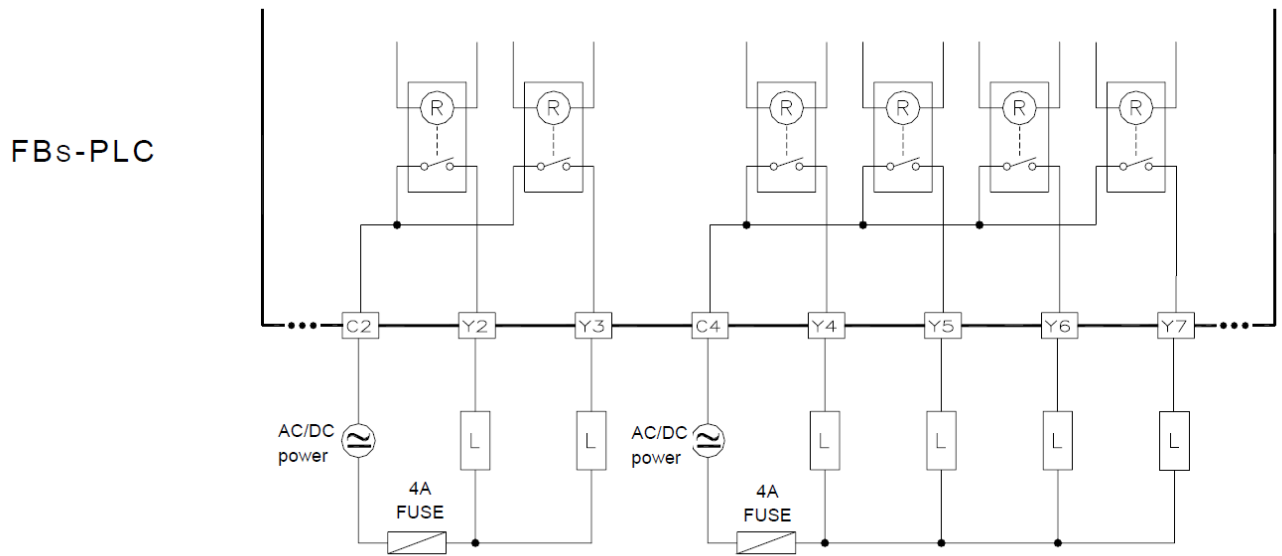 R R R R R R
FBs-PLC
C2 Y2 Y3 C4 Y4 Y5 Y6 Y7
AC/DC
power
L L
AC/DC
power
L L L L
4A
FUSE
4A
FUSE